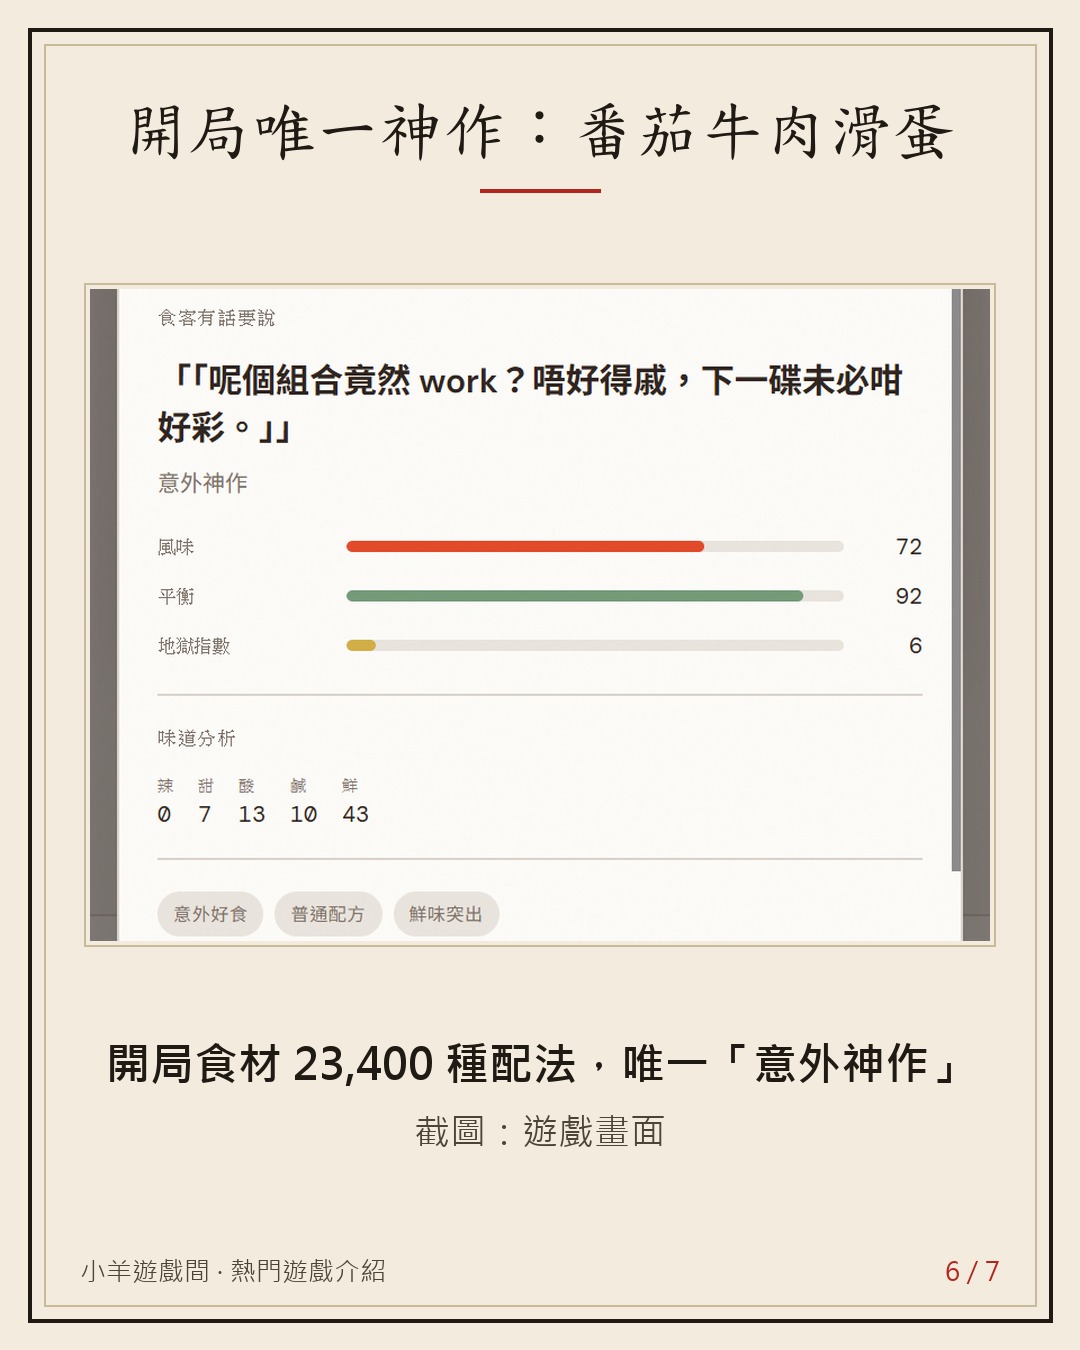 開局唯一神作：番茄牛肉滑蛋
食客有話要說
「「呢個組合竟然 work？唔好得戚，下一碟未必咁
好彩。」」
意外神作
風味 72
平衡 92
地獄指數 6
味道分析
辣 甜 酸 鹹 鮮
0 7 13 10 43
意外好食 普通配方 鮮味突出
開局食材 23,400 種配法，唯一「意外神作」
截圖：遊戲畫面
小羊遊戲間 · 熱門遊戲介紹
6 / 7